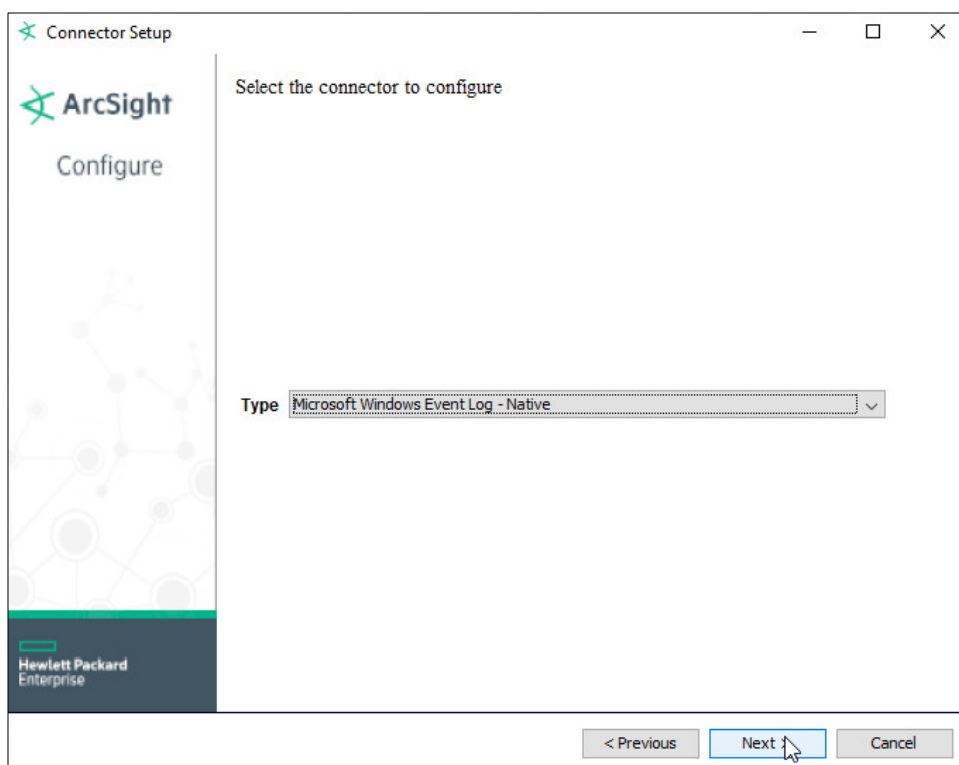 Connector Setup
ArcSight
Configure
Select the connector to configure
Type Microsoft Windows Event Log - Native
Hewlett Packard
Enterprise
< Previous Next > Cancel